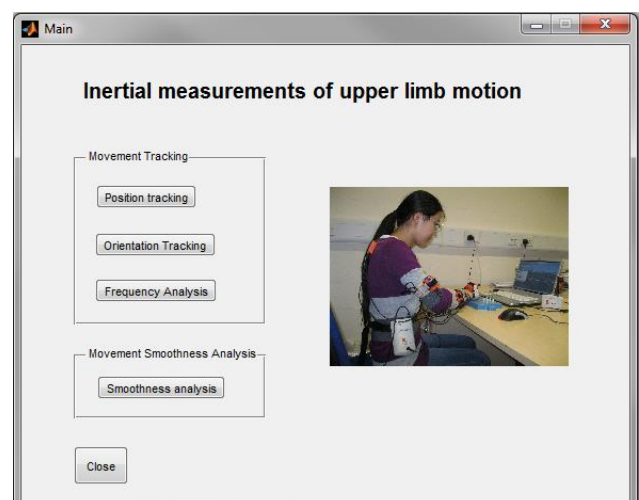 Main
Inertial measurements of upper limb motion
Movement Tracking
Position tracking
Orientation Tracking
Frequency Analysis
Movement Smoothness Analysis
Smoothness analysis
Close